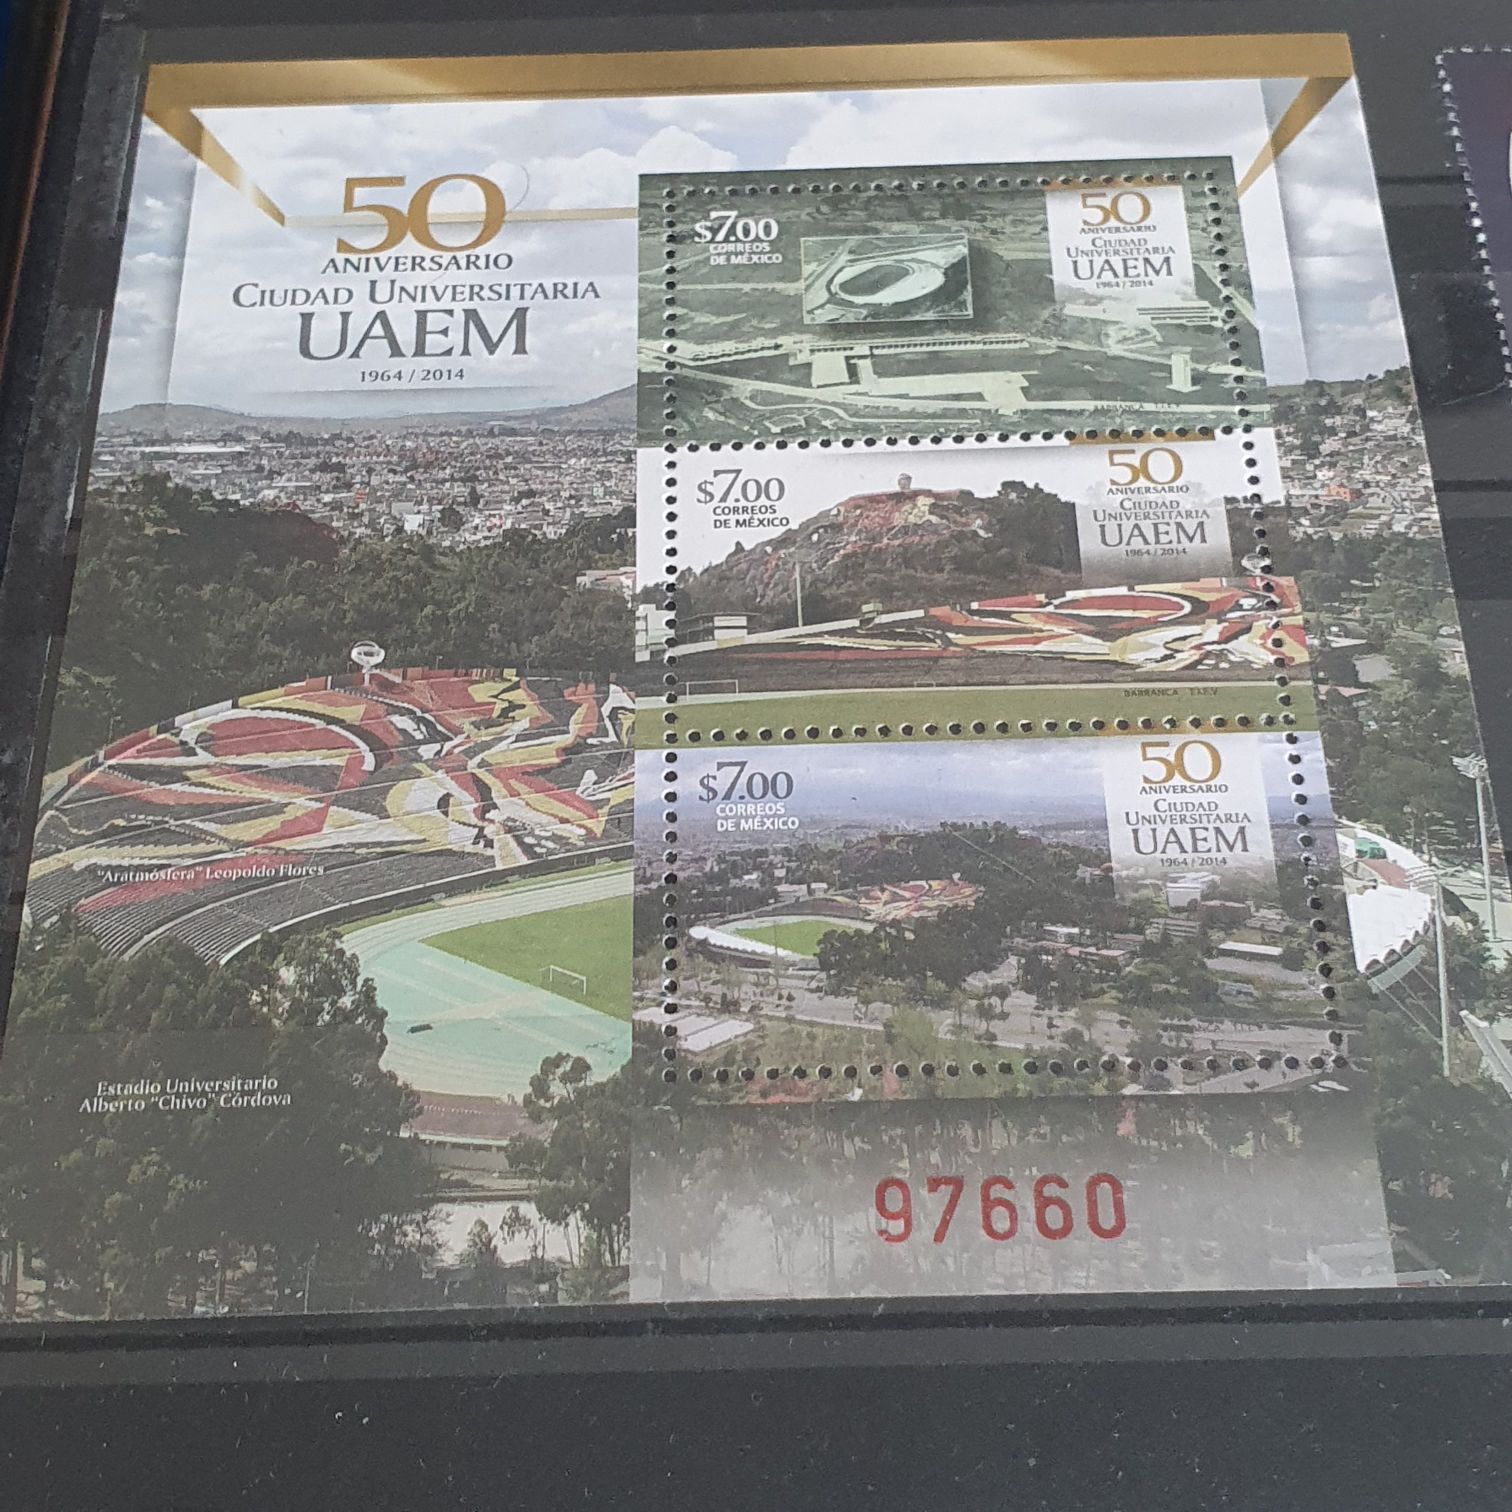 50
ANIVERSARIO
CIUDAD UNIVERSITARIA
UAEM
1964 / 2014
$7.00
CORREOS
DE MÉXICO
50
ANIVERSARIO
CIUDAD
UNIVERSITARIA
UAEM
1964 / 2014
BARRANCA T.I.E.V.
$7.00
CORREOS
DE MÉXICO
50
ANIVERSARIO
CIUDAD
UNIVERSITARIA
UAEM
1964 / 2014
BARRANCA T.I.E.V.
$7.00
CORREOS
DE MÉXICO
50
ANIVERSARIO
CIUDAD
UNIVERSITARIA
UAEM
1964 / 2014
"Aratmósfera" Leopoldo Flores
Estadio Universitario
Alberto "Chivo" Córdova
97660